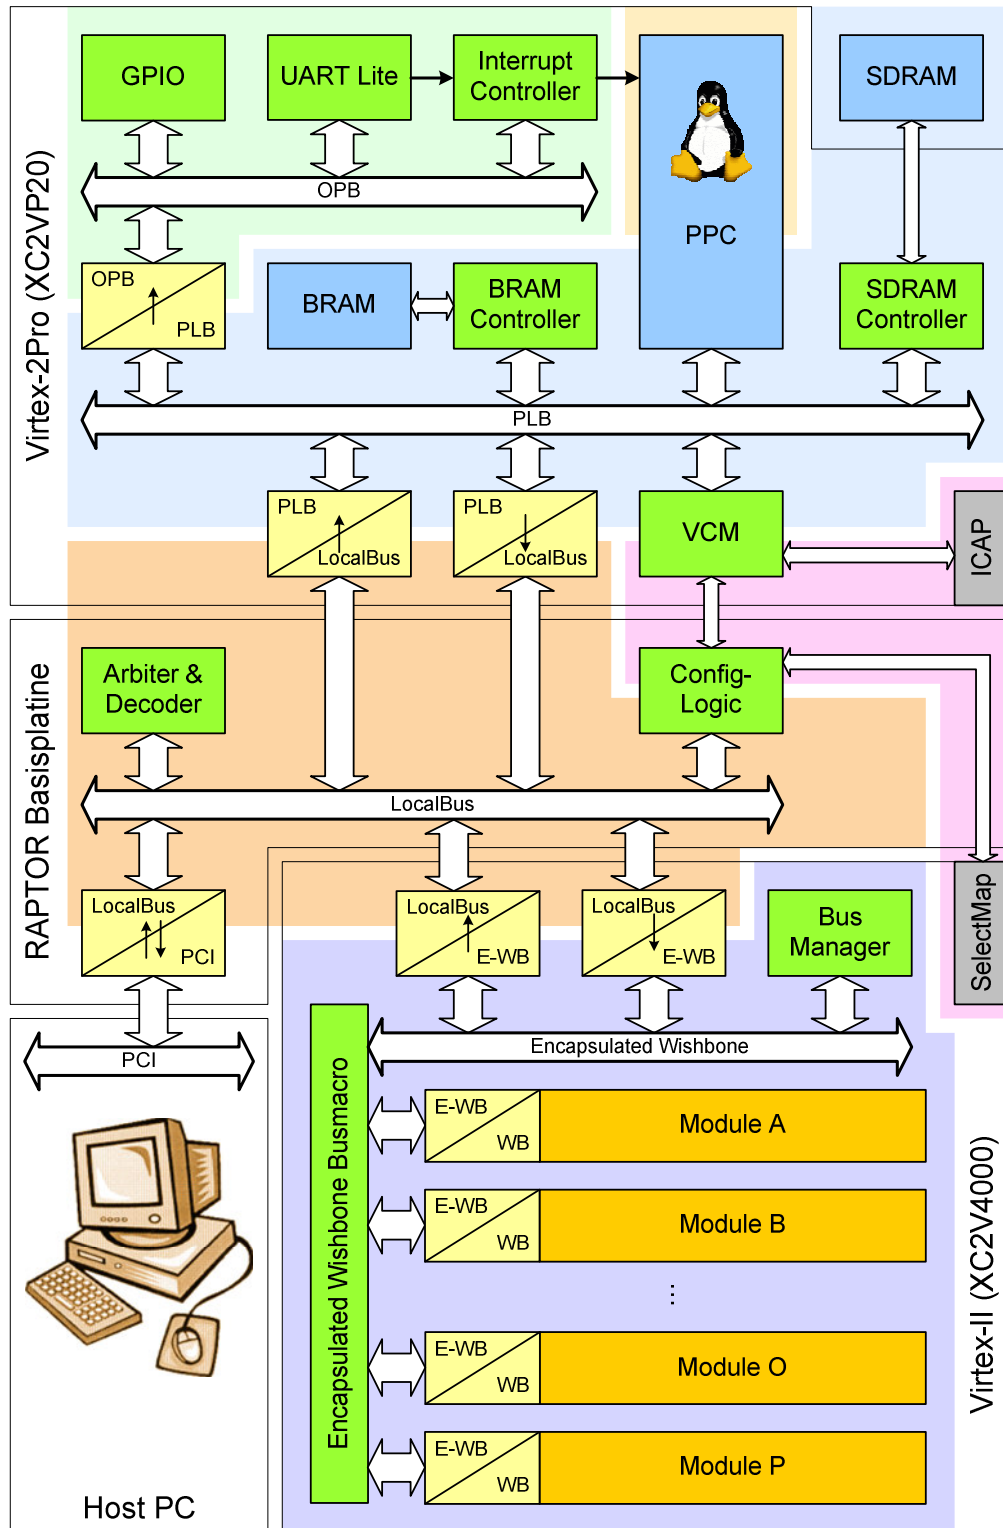 Virtex-2Pro (XC2VP20)
GPIO
UART Lite
Interrupt
Controller
SDRAM
OPB
PPC
OPB
PLB
BRAM
BRAM
Controller
SDRAM
Controller
PLB
PLB
LocalBus
PLB
LocalBus
VCM
ICAP
RAPTOR Basisplatine
Arbiter &
Decoder
Config-
Logic
LocalBus
LocalBus
PCI
LocalBus
E-WB
LocalBus
E-WB
Bus
Manager
SelectMap
PCI
Encapsulated Wishbone
Encapsulated Wishbone Busmacro
E-WB
WB
Module A
E-WB
WB
Module B
...
E-WB
WB
Module O
E-WB
WB
Module P
Virtex-II (XC2V4000)
Host PC